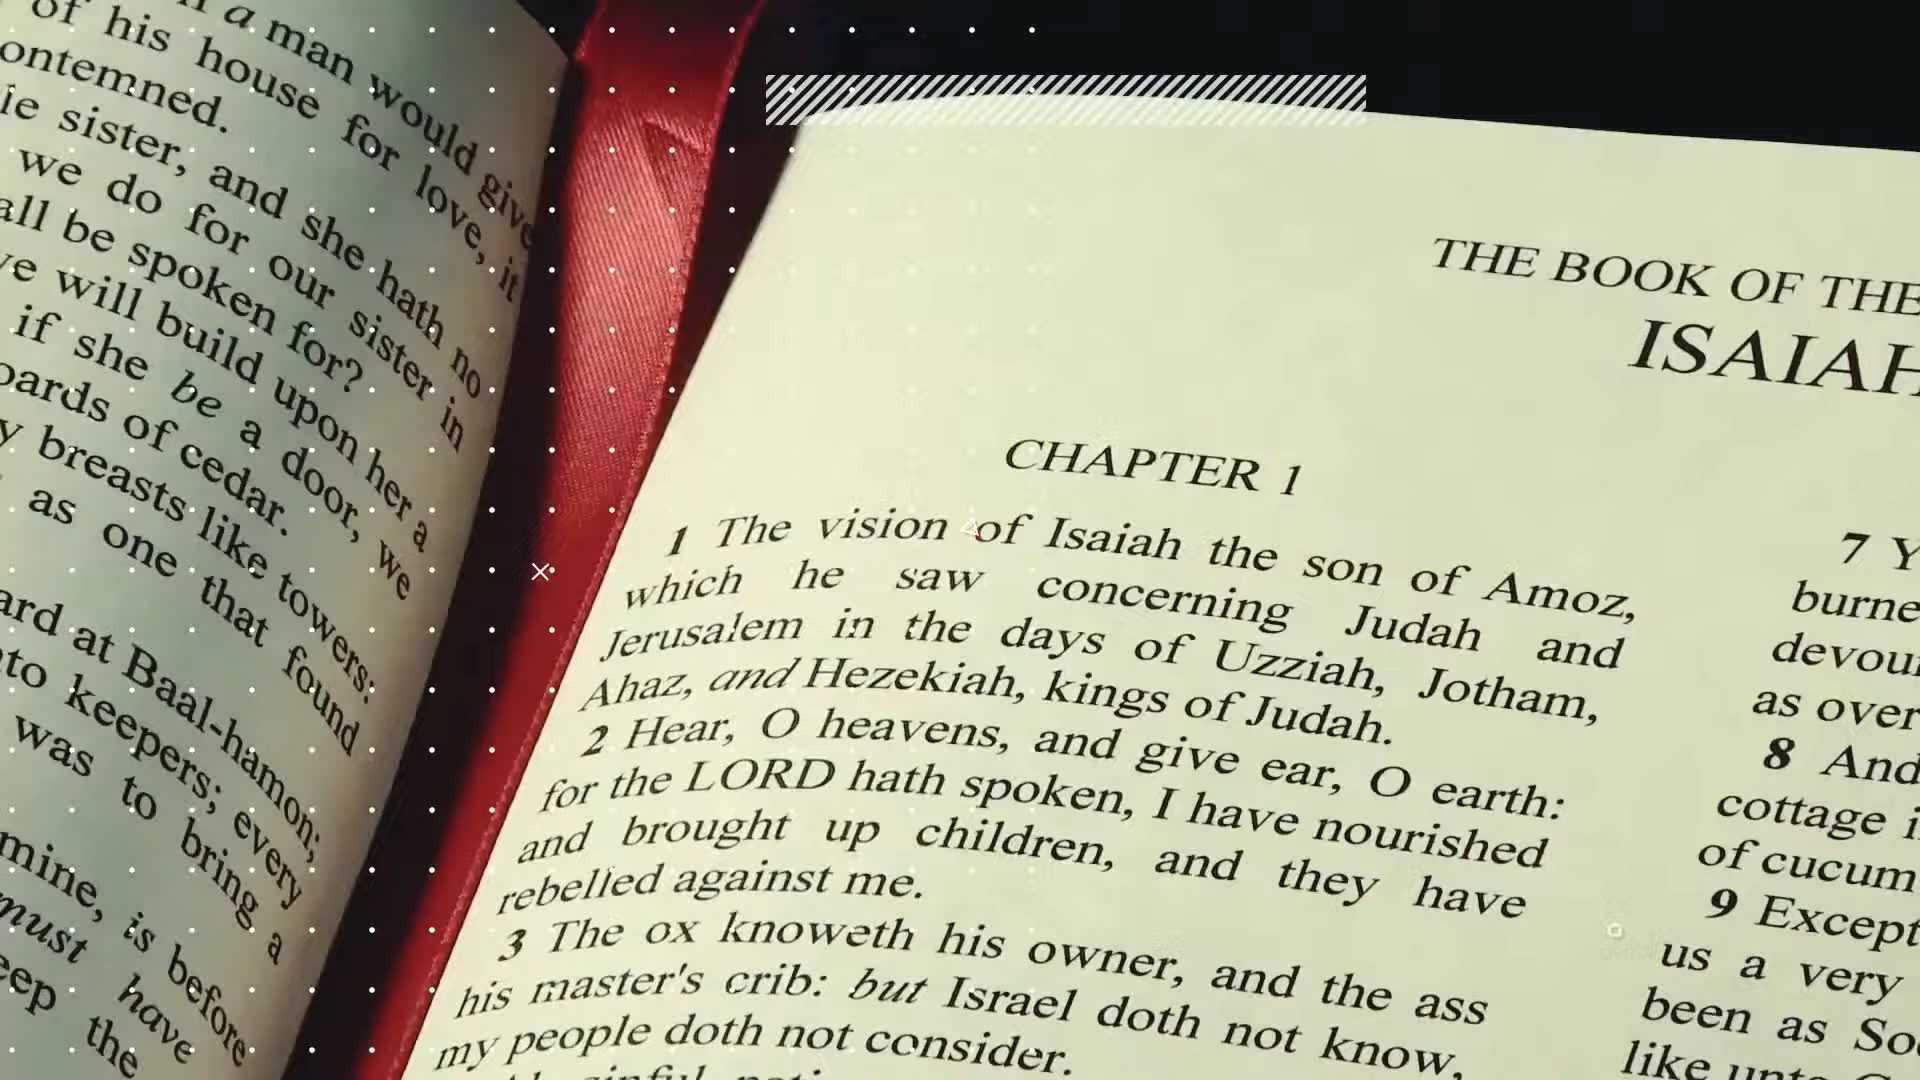 a man would give
of his house for love, it
ontemned.
ie sister, and she hath no
we do for our sister in
all be spoken for?
ve will build upon her a
if she be a door, we
oards of cedar.
y breasts like towers:
as one that found
ard at Baal-hamon;
nto keepers; every
was to bring a
mine, is before
must have
eep the
THE BOOK OF THE
ISAIAH
CHAPTER 1
1 The vision of Isaiah the son of Amoz,
which he saw concerning Judah and
Jerusalem in the days of Uzziah, Jotham,
Ahaz, and Hezekiah, kings of Judah.
2 Hear, O heavens, and give ear, O earth:
for the LORD hath spoken, I have nourished
and brought up children, and they have
rebelled against me.
3 The ox knoweth his owner, and the ass
his master's crib: but Israel doth not know,
my people doth not consider.
7 Y
burne
devour
as over
8 And
cottage i
of cucum
9 Except
us a very
been as So
like unto G